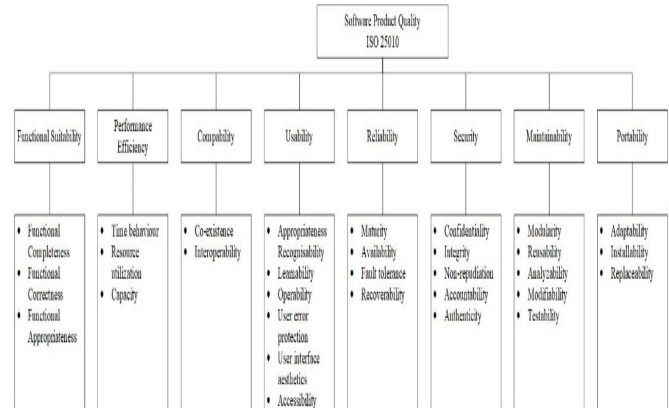 Software Product Quality
ISO 25010
Functional Suitability
Performance
Efficiency
Compability
Usability
Reliability
Security
Maintainability
Portability
• Functional
Completeness
• Functional
Correctness
• Functional
Appropriateness
• Time behaviour
• Resource
utilization
• Capacity
• Co-existence
• Interoperability
• Appropriateness
Recognisability
• Learnability
• Operability
• User error
protection
• User interface
aesthetics
• Accessibility
• Maturity
• Availability
• Fault tolerance
• Recoverability
• Confidentiality
• Integrity
• Non-repudiation
• Accountability
• Authenticity
• Modularity
• Reusability
• Analyzability
• Modifiability
• Testability
• Adaptability
• Installability
• Replaceability